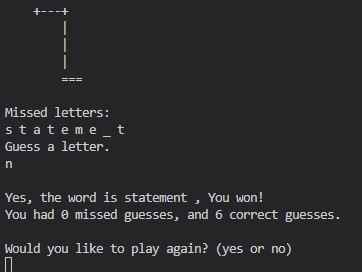 +---+
|
|
|
===
Missed letters:
s t a t e m e _ t
Guess a letter.
n
Yes, the word is statement , You won!
You had 0 missed guesses, and 6 correct guesses.
Would you like to play again? (yes or no)